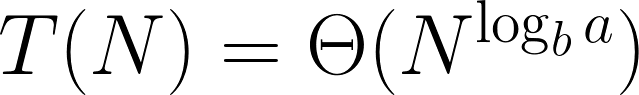 T(N) = Θ(N^{log_b a})